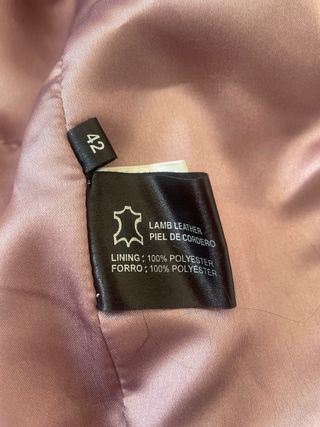 42
LAMB LEATHER
PIEL DE CORDERO
LINING : 100% POLYESTER
FORRO : 100% POLYESTER